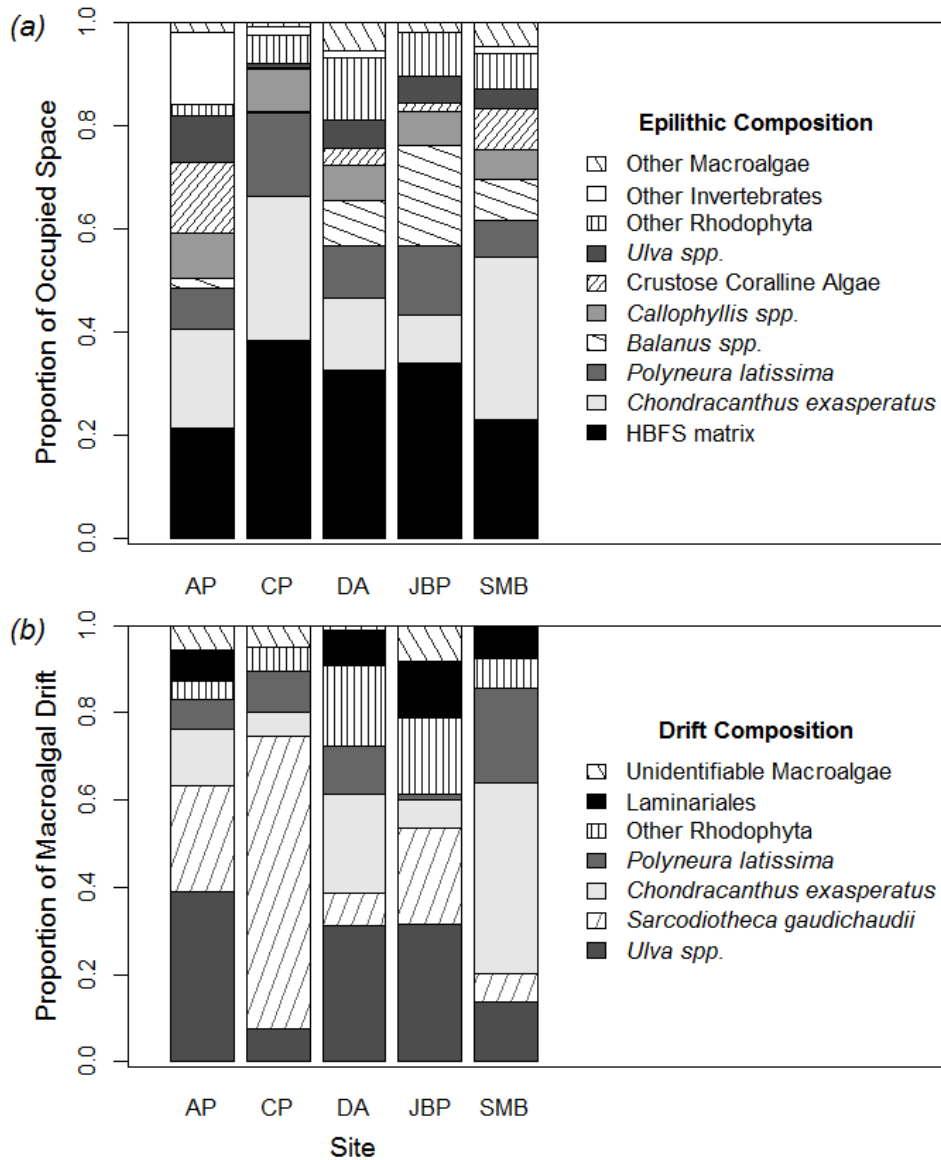 (a)
Proportion of Occupied Space
1.0
0.8
0.6
0.4
0.2
0.0
AP CP DA JBP SMB
Epilithic Composition
Other Macroalgae
Other Invertebrates
Other Rhodophyta
Ulva spp.
Crustose Coralline Algae
Callophyllis spp.
Balanus spp.
Polyneura latissima
Chondracanthus exasperatus
HBFS matrix
(b)
Proportion of Macroalgal Drift
1.0
0.8
0.6
0.4
0.2
0.0
AP CP DA JBP SMB
Site
Drift Composition
Unidentifiable Macroalgae
Laminariales
Other Rhodophyta
Polyneura latissima
Chondracanthus exasperatus
Sarcodiotheca gaudichaudii
Ulva spp.